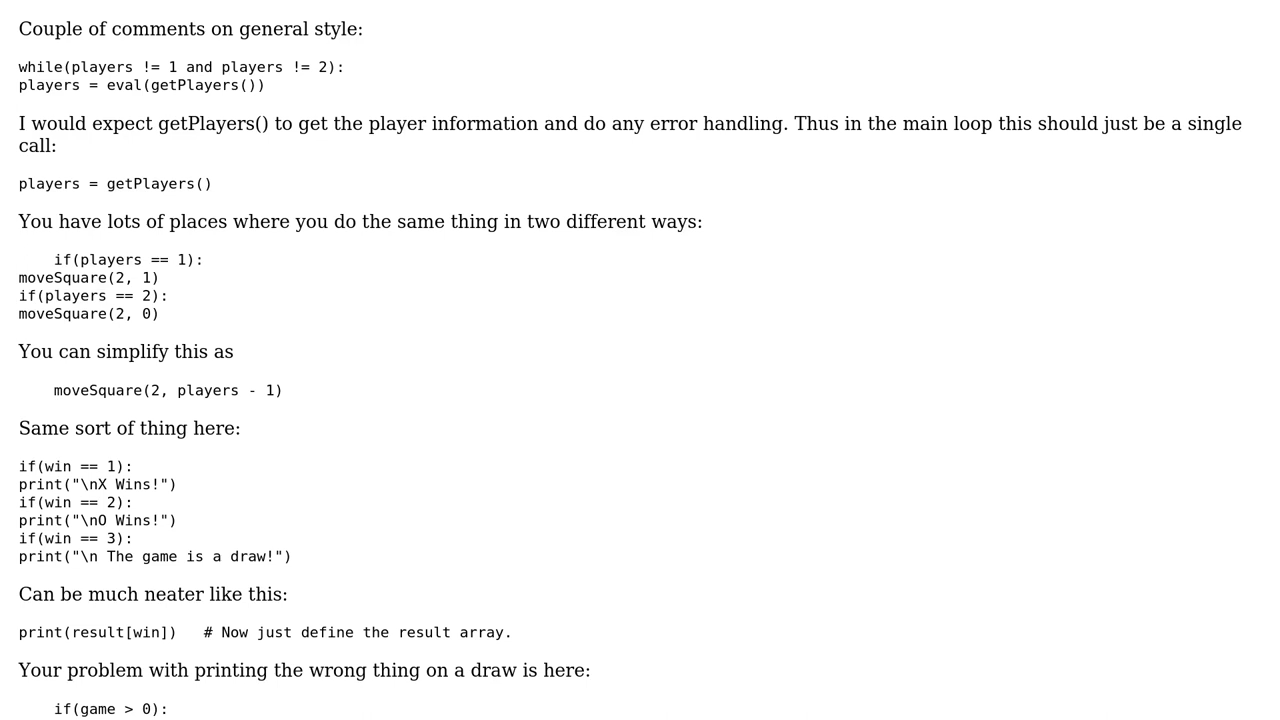 Couple of comments on general style:
while(players != 1 and players != 2):
players = eval(getPlayers())
I would expect getPlayers() to get the player information and do any error handling. Thus in the main loop this should just be a single
call:
players = getPlayers()
You have lots of places where you do the same thing in two different ways:
    if(players == 1):
moveSquare(2, 1)
if(players == 2):
moveSquare(2, 0)
You can simplify this as
    moveSquare(2, players - 1)
Same sort of thing here:
if(win == 1):
print("\nX Wins!")
if(win == 2):
print("\nO Wins!")
if(win == 3):
print("\n The game is a draw!")
Can be much neater like this:
print(result[win])   # Now just define the result array.
Your problem with printing the wrong thing on a draw is here:
    if(game > 0):